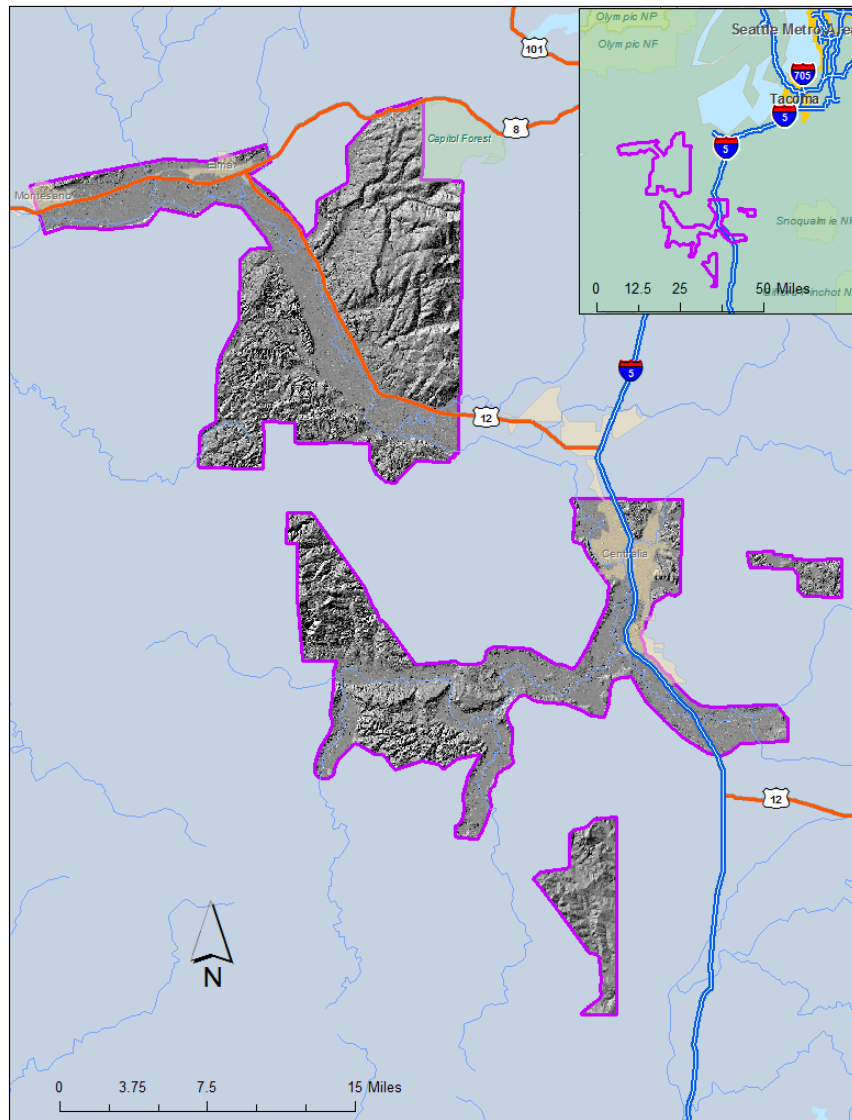 101
Olympic NP
Olympic NF
Seattle Metro Area
705
Tacoma
5
5
Snoqualmie NF
0 12.5 25 50 Miles
8
Capitol Forest
Elma
Montesano
5
12
Centralia
12
N
0 3.75 7.5 15 Miles